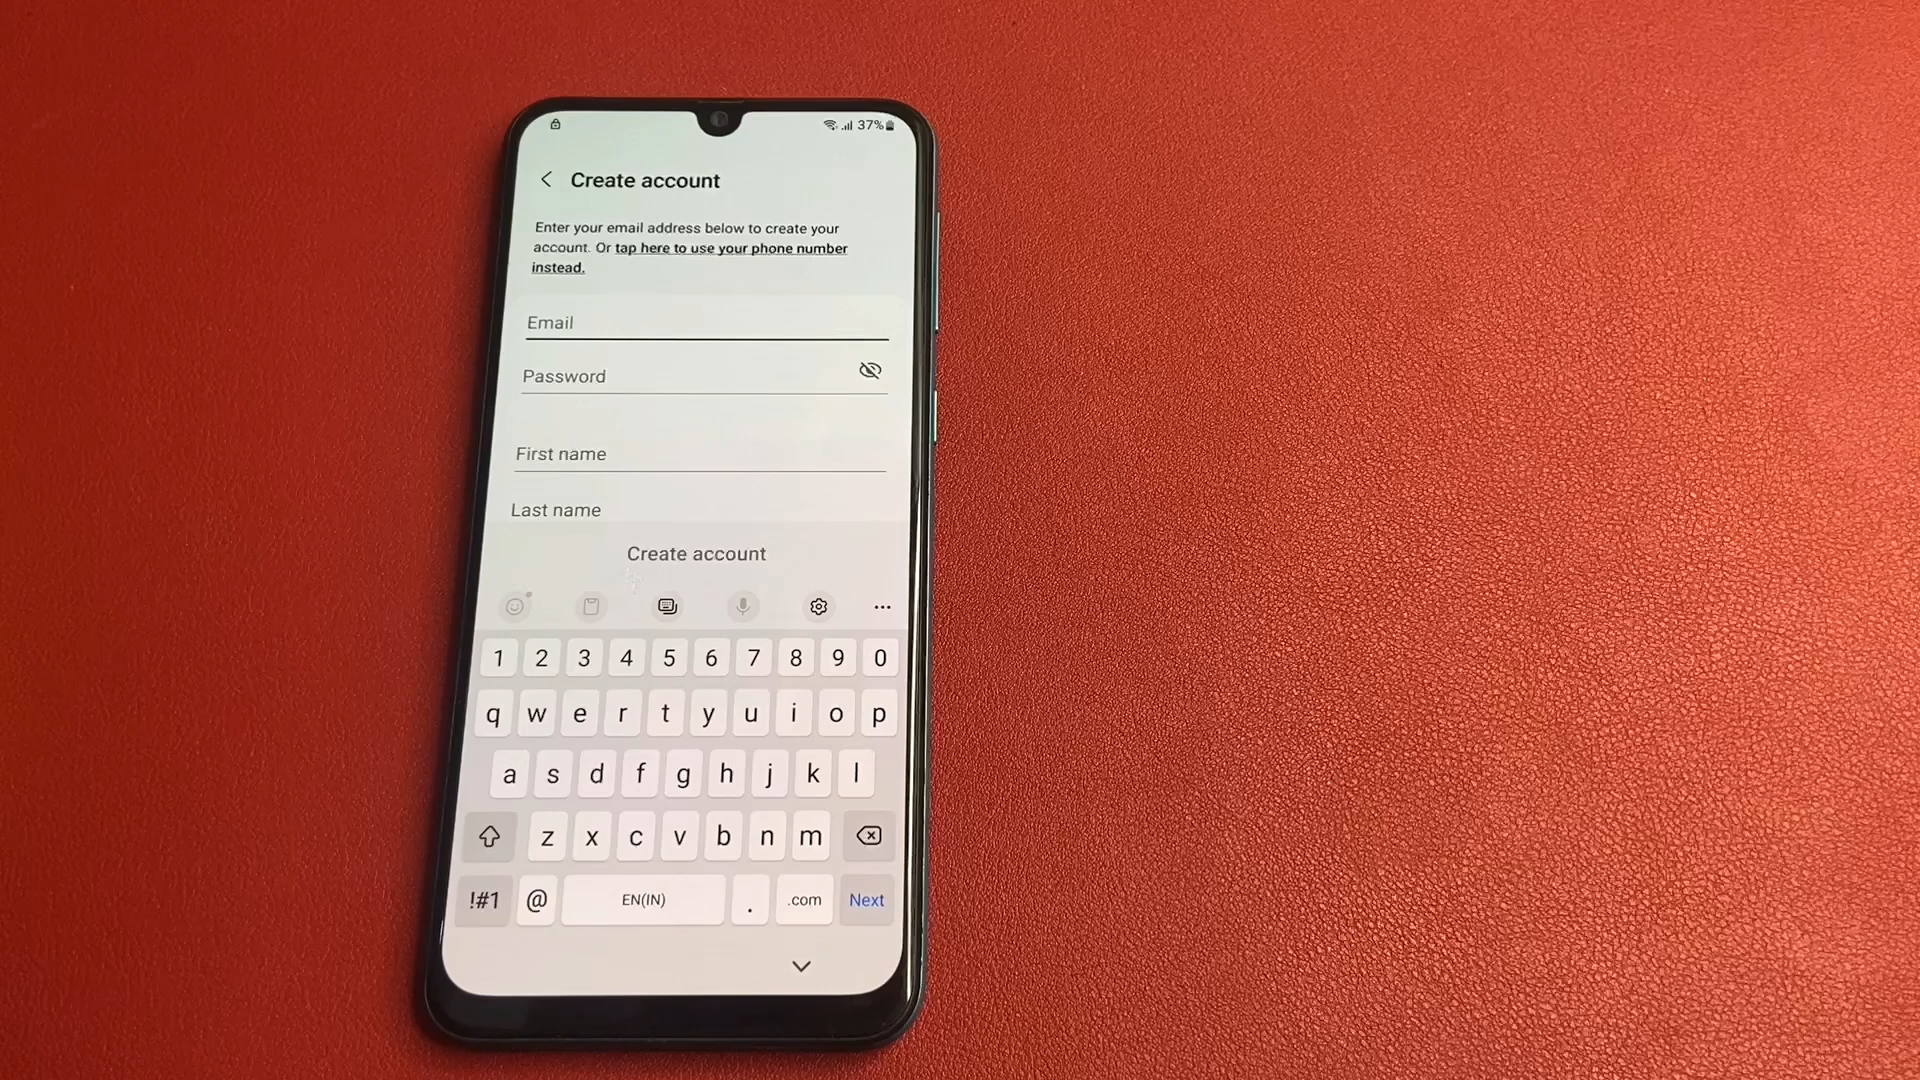 37%
Create account
Enter your email address below to create your
account. Or tap here to use your phone number
instead.
Email
Password
First name
Last name
Create account
1 2 3 4 5 6 7 8 9 0
q w e r t y u i o p
a s d f g h j k l
z x c v b n m
!#1 @ EN(IN) . .com Next